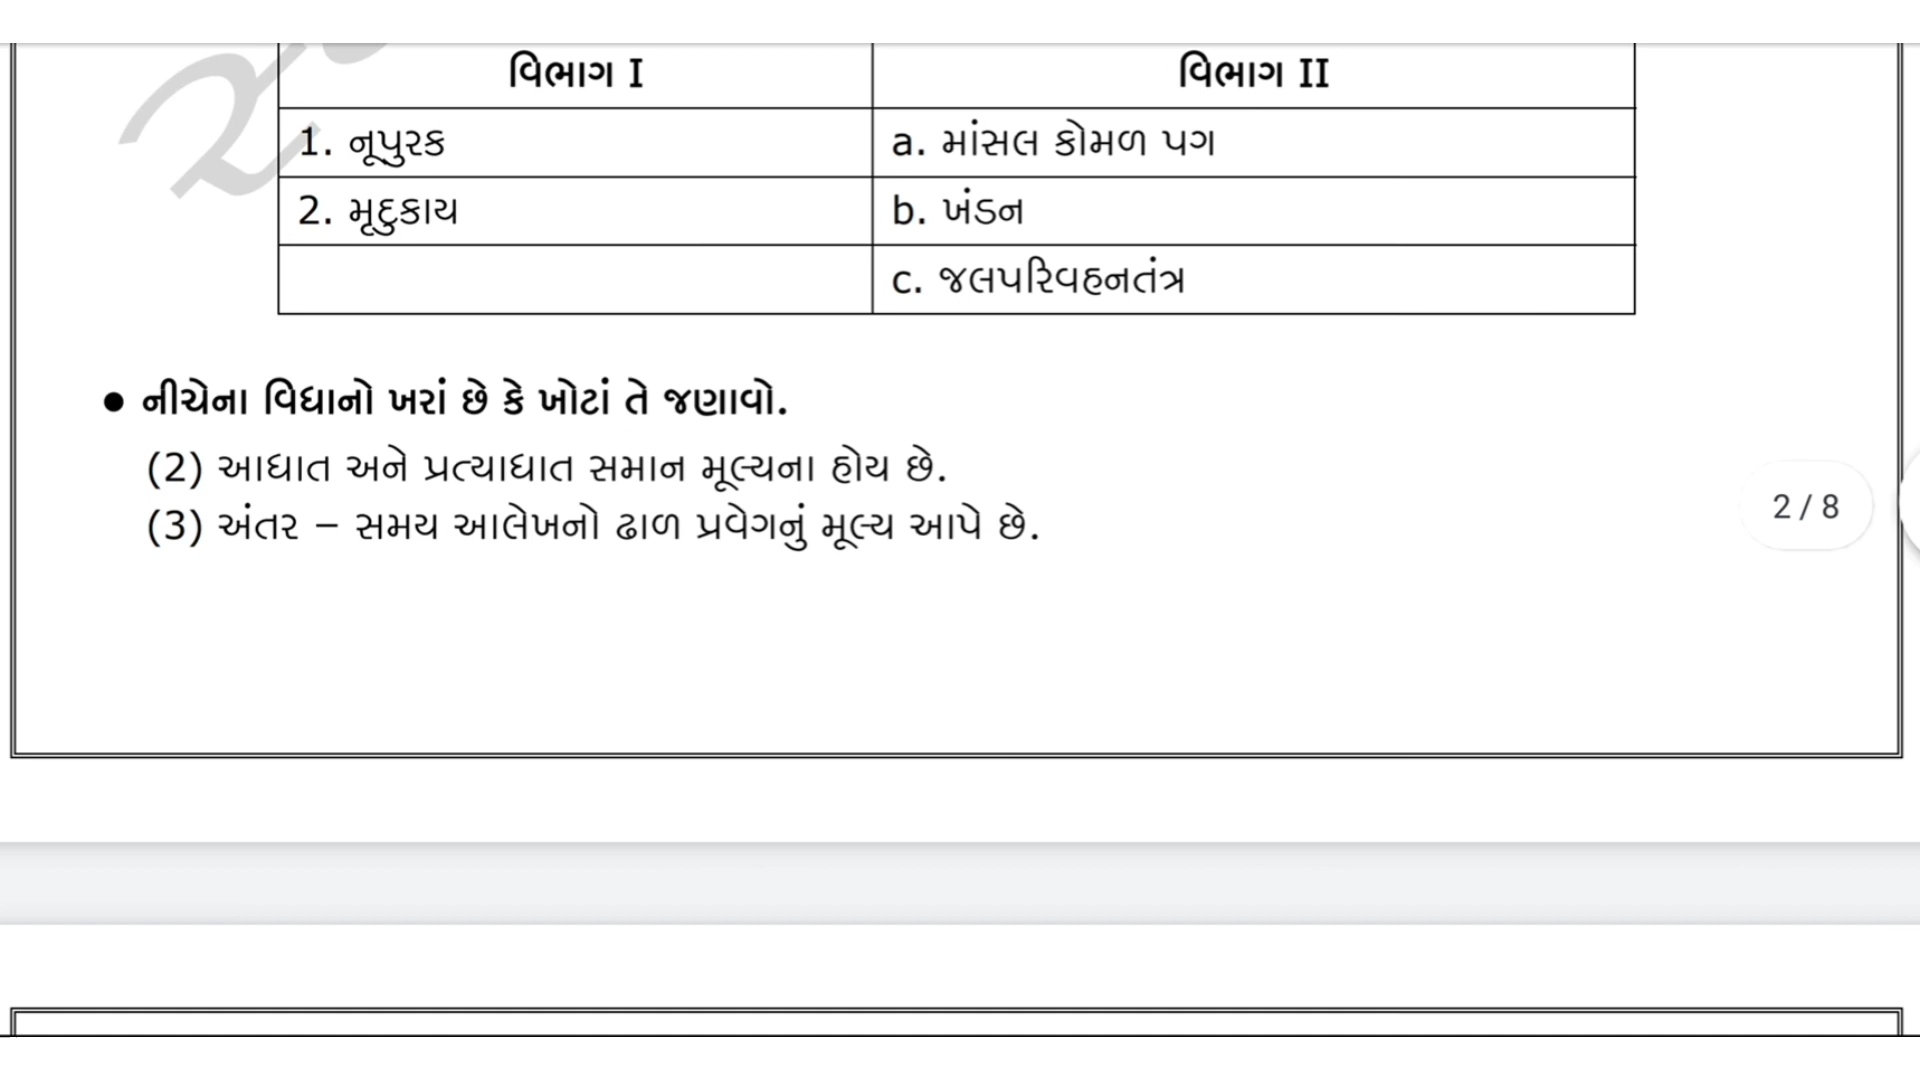 વિભાગ I વિભાગ II
1. નૂપુરક a. માંસલ કોમળ પગ
2. મૃદુકાય b. ખંડન
c. જલપરિવહનતંત્ર
● નીચેના વિધાનો ખરાં છે કે ખોટાં તે જણાવો.
(2) આઘાત અને પ્રત્યાઘાત સમાન મૂલ્યના હોય છે.
(3) અંતર – સમય આલેખનો ઢાળ પ્રવેગનું મૂલ્ય આપે છે.
2 / 8